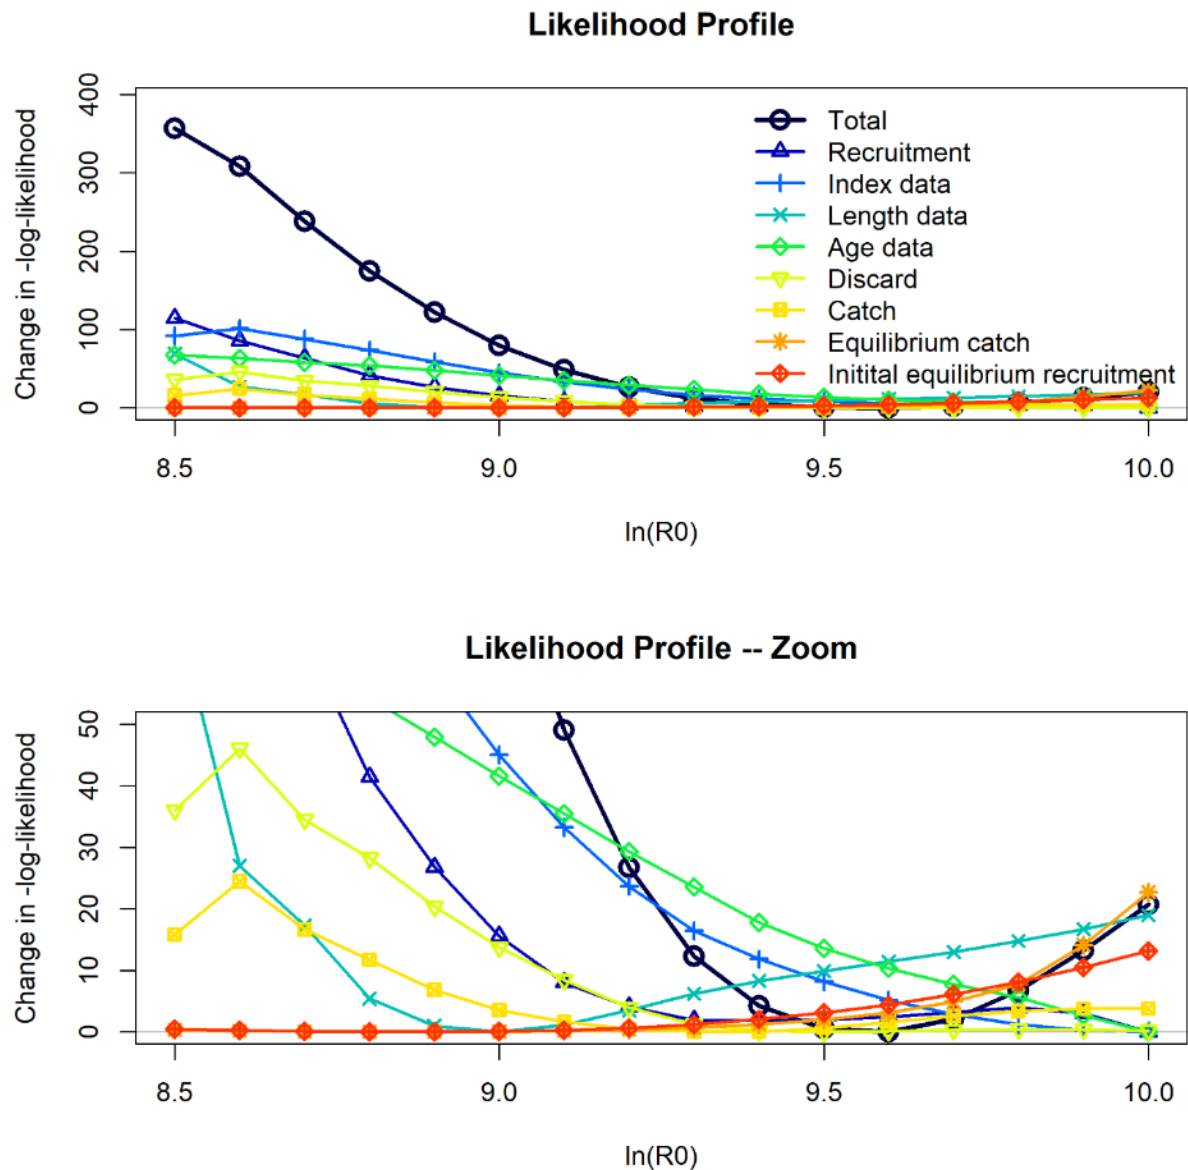 Likelihood Profile
Change in -log-likelihood
400
300
200
100
0
Total
Recruitment
Index data
Length data
Age data
Discard
Catch
Equilibrium catch
Initital equilibrium recruitment
8.5 9.0 9.5 10.0
ln(R0)
Likelihood Profile -- Zoom
Change in -log-likelihood
50
40
30
20
10
0
8.5 9.0 9.5 10.0
ln(R0)